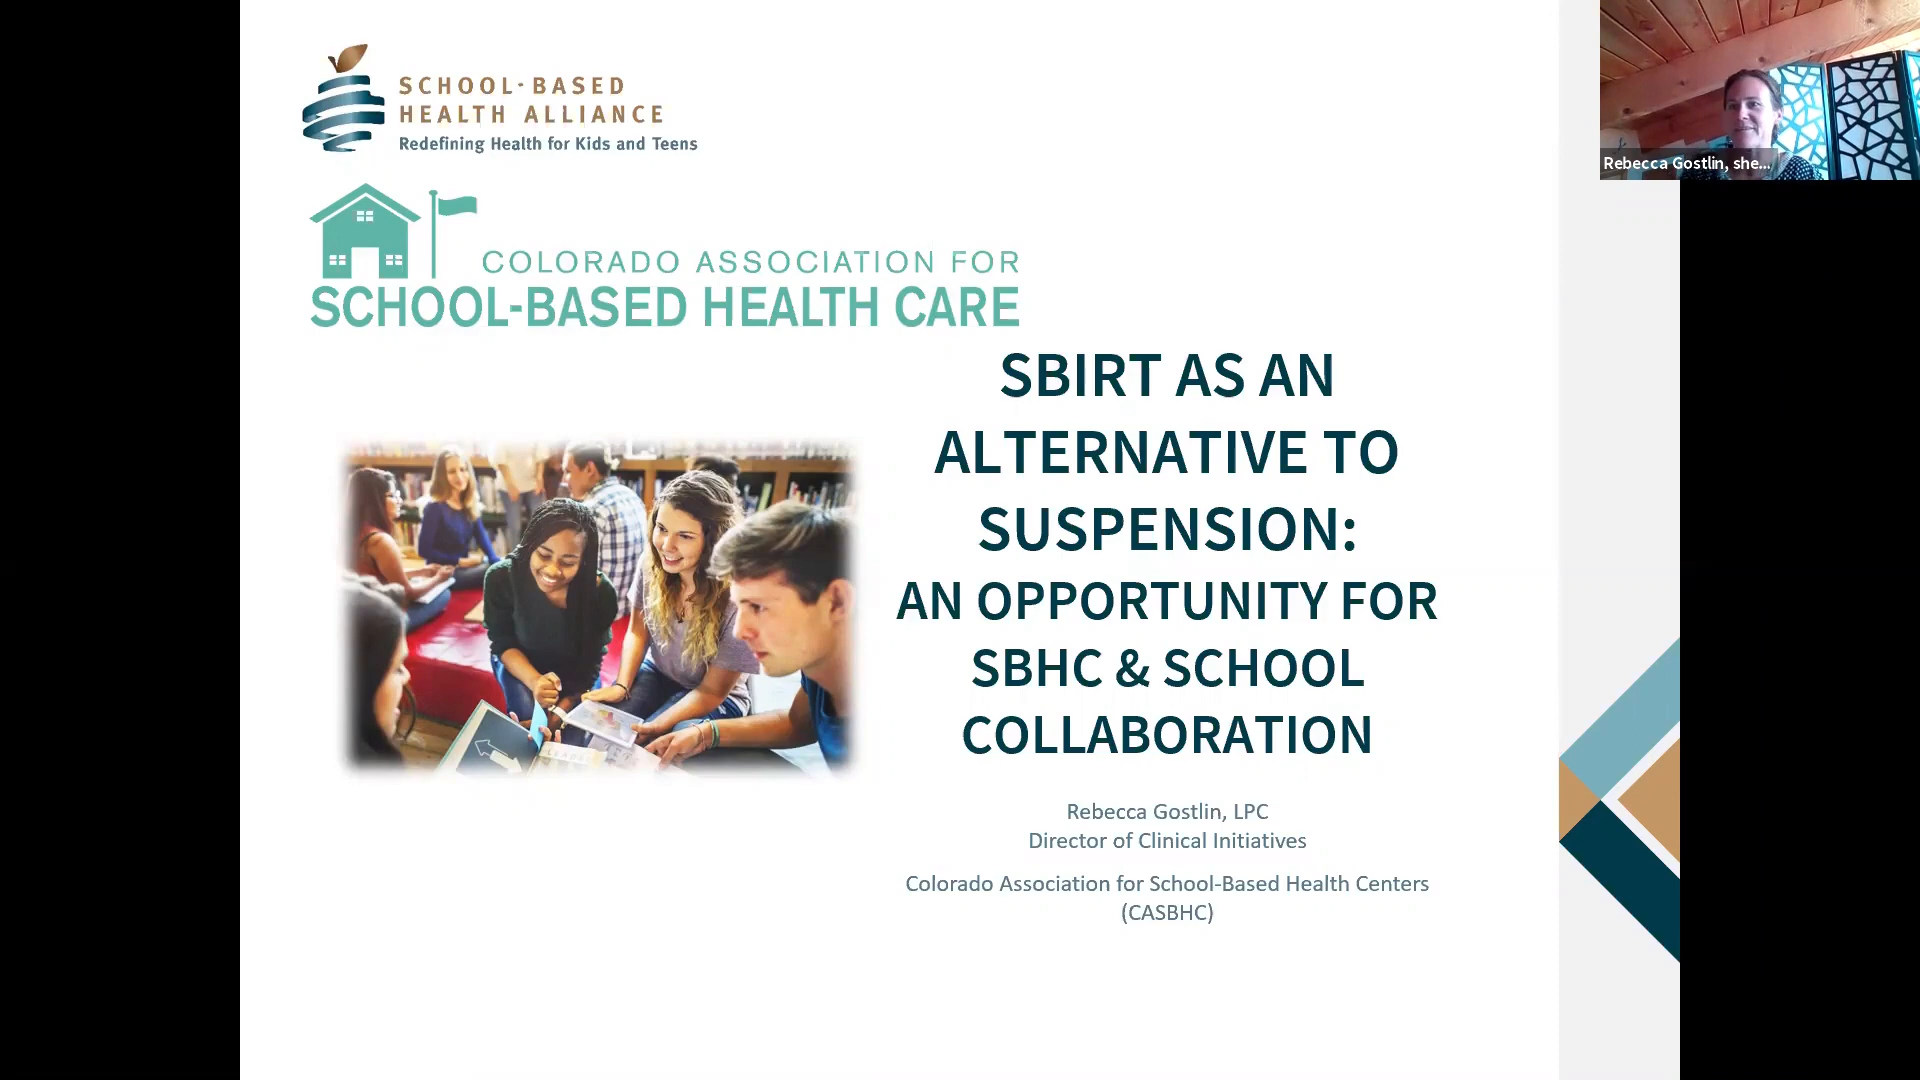 SCHOOL-BASED
HEALTH ALLIANCE
Redefining Health for Kids and Teens
COLORADO ASSOCIATION FOR
SCHOOL-BASED HEALTH CARE
SBIRT AS AN
ALTERNATIVE TO
SUSPENSION:
AN OPPORTUNITY FOR
SBHC & SCHOOL
COLLABORATION
Rebecca Gostlin, LPC
Director of Clinical Initiatives
Colorado Association for School-Based Health Centers
(CASBHC)
Rebecca Gostlin, she...